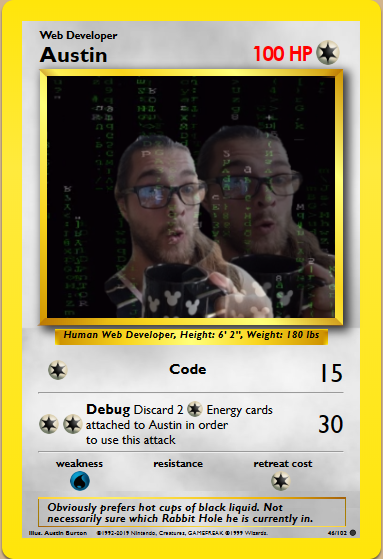 Web Developer
Austin 100 HP
Human Web Developer, Height: 6' 2", Weight: 180 lbs
Code 15
Debug Discard 2 Energy cards
attached to Austin in order
to use this attack
30
weakness resistance retreat cost
Obviously prefers hot cups of black liquid. Not
necessarily sure which Rabbit Hole he is currently in.
Illus. Austin Burton ©1995-2019 Nintendo, Creatures, GAMEFREAK ©1999 Wizards. 46/102